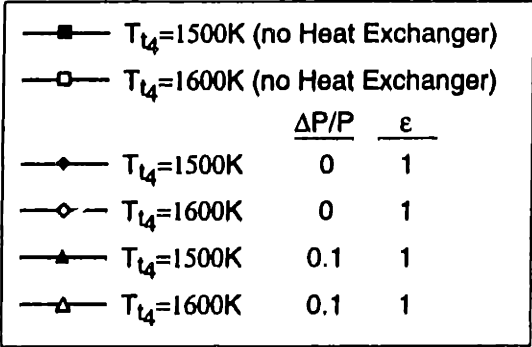 Tt4=1500K (no Heat Exchanger)
Tt4=1600K (no Heat Exchanger)
ΔP/P ε
Tt4=1500K 0 1
Tt4=1600K 0 1
Tt4=1500K 0.1 1
Tt4=1600K 0.1 1